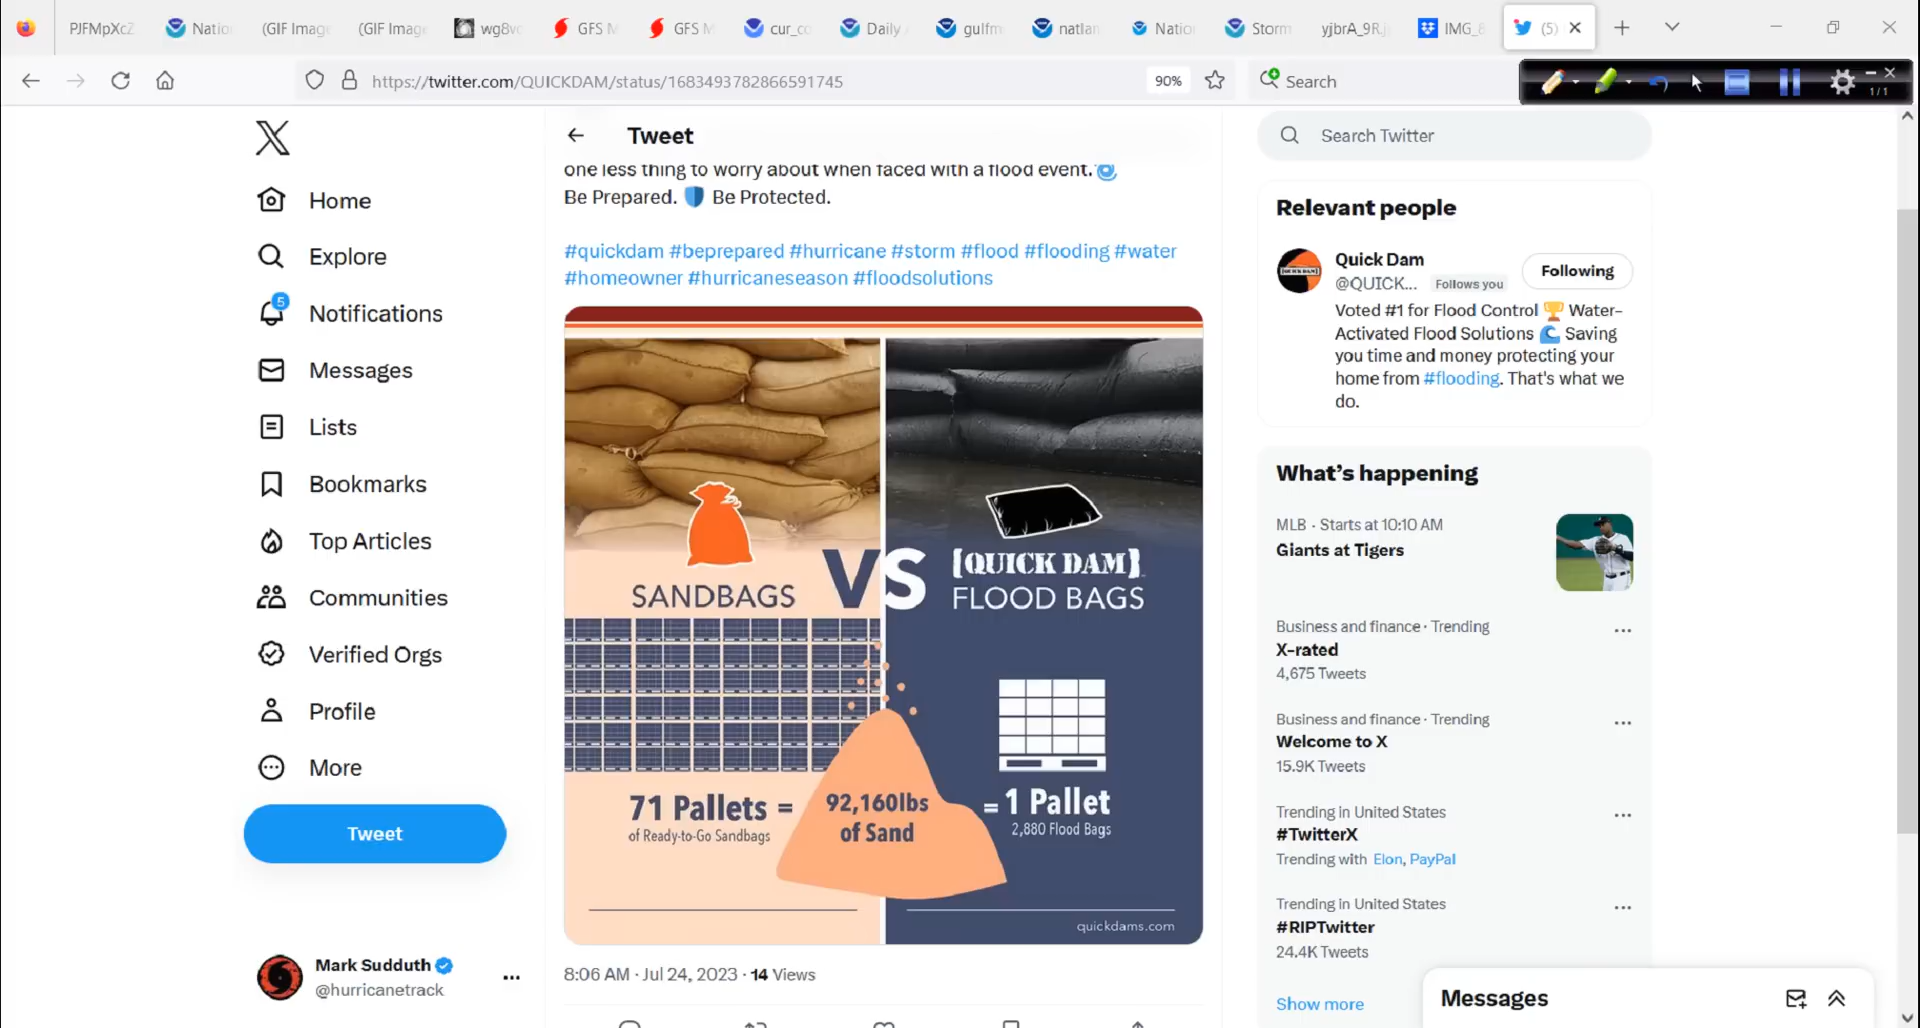 PJFMpXcZ
Natio
(GIF Image
(GIF Imag
wg8v
GFS M
GFS M
cur_co
Daily
gulfm
natlan
Natio
Storm
yjbrA_9R.j
IMG_8
(5)
https://twitter.com/QUICKDAM/status/1683493782866591745
90%
Search
1/1
Home
Explore
5
Notifications
Messages
Lists
Bookmarks
Top Articles
Communities
Verified Orgs
Profile
More
Tweet
Mark Sudduth
@hurricanetrack
Tweet
one less thing to worry about when faced with a flood event.
Be Prepared. Be Protected.
#quickdam #beprepared #hurricane #storm #flood #flooding #water
#homeowner #hurricaneseason #floodsolutions
SANDBAGS
VS
[QUICK DAM]
FLOOD BAGS
71 Pallets =
of Ready-to-Go Sandbags
92,160lbs
of Sand
= 1 Pallet
2,880 Flood Bags
quickdams.com
8:06 AM · Jul 24, 2023 · 14 Views
Search Twitter
Relevant people
Quick Dam
@QUICK...
Follows you
Following
Voted #1 for Flood Control 🏆 Water-
Activated Flood Solutions 🌊 Saving
you time and money protecting your
home from #flooding. That's what we
do.
What's happening
MLB · Starts at 10:10 AM
Giants at Tigers
Business and finance · Trending
X-rated
4,675 Tweets
Business and finance · Trending
Welcome to X
15.9K Tweets
Trending in United States
#TwitterX
Trending with Elon, PayPal
Trending in United States
#RIPTwitter
24.4K Tweets
Show more
Messages